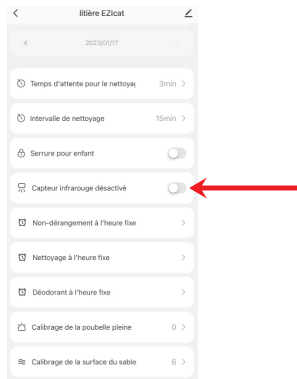 litière EZIcat
2023/01/17
Temps d'attente pour le nettoyag 3min
Intervalle de nettoyage 15min
Serrure pour enfant
Capteur infrarouge désactivé
Non-dérangement à l'heure fixe
Nettoyage à l'heure fixe
Déodorant à l'heure fixe
Calibrage de la poubelle pleine 0
Calibrage de la surface du sable 6